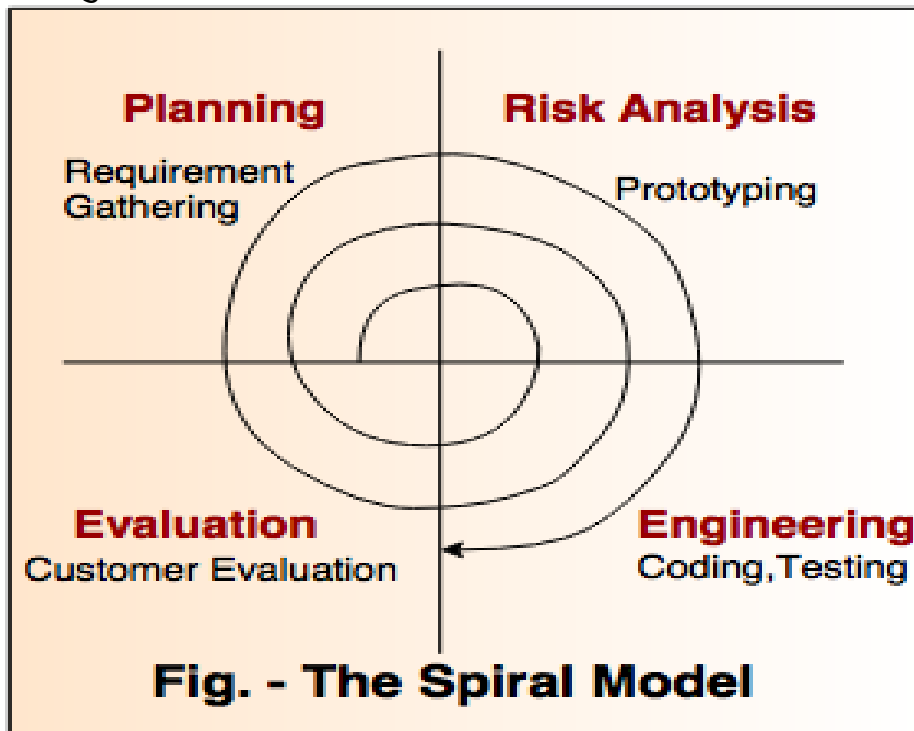 Planning
Risk Analysis
Requirement
Gathering
Prototyping
Evaluation
Customer Evaluation
Engineering
Coding,Testing
Fig. - The Spiral Model